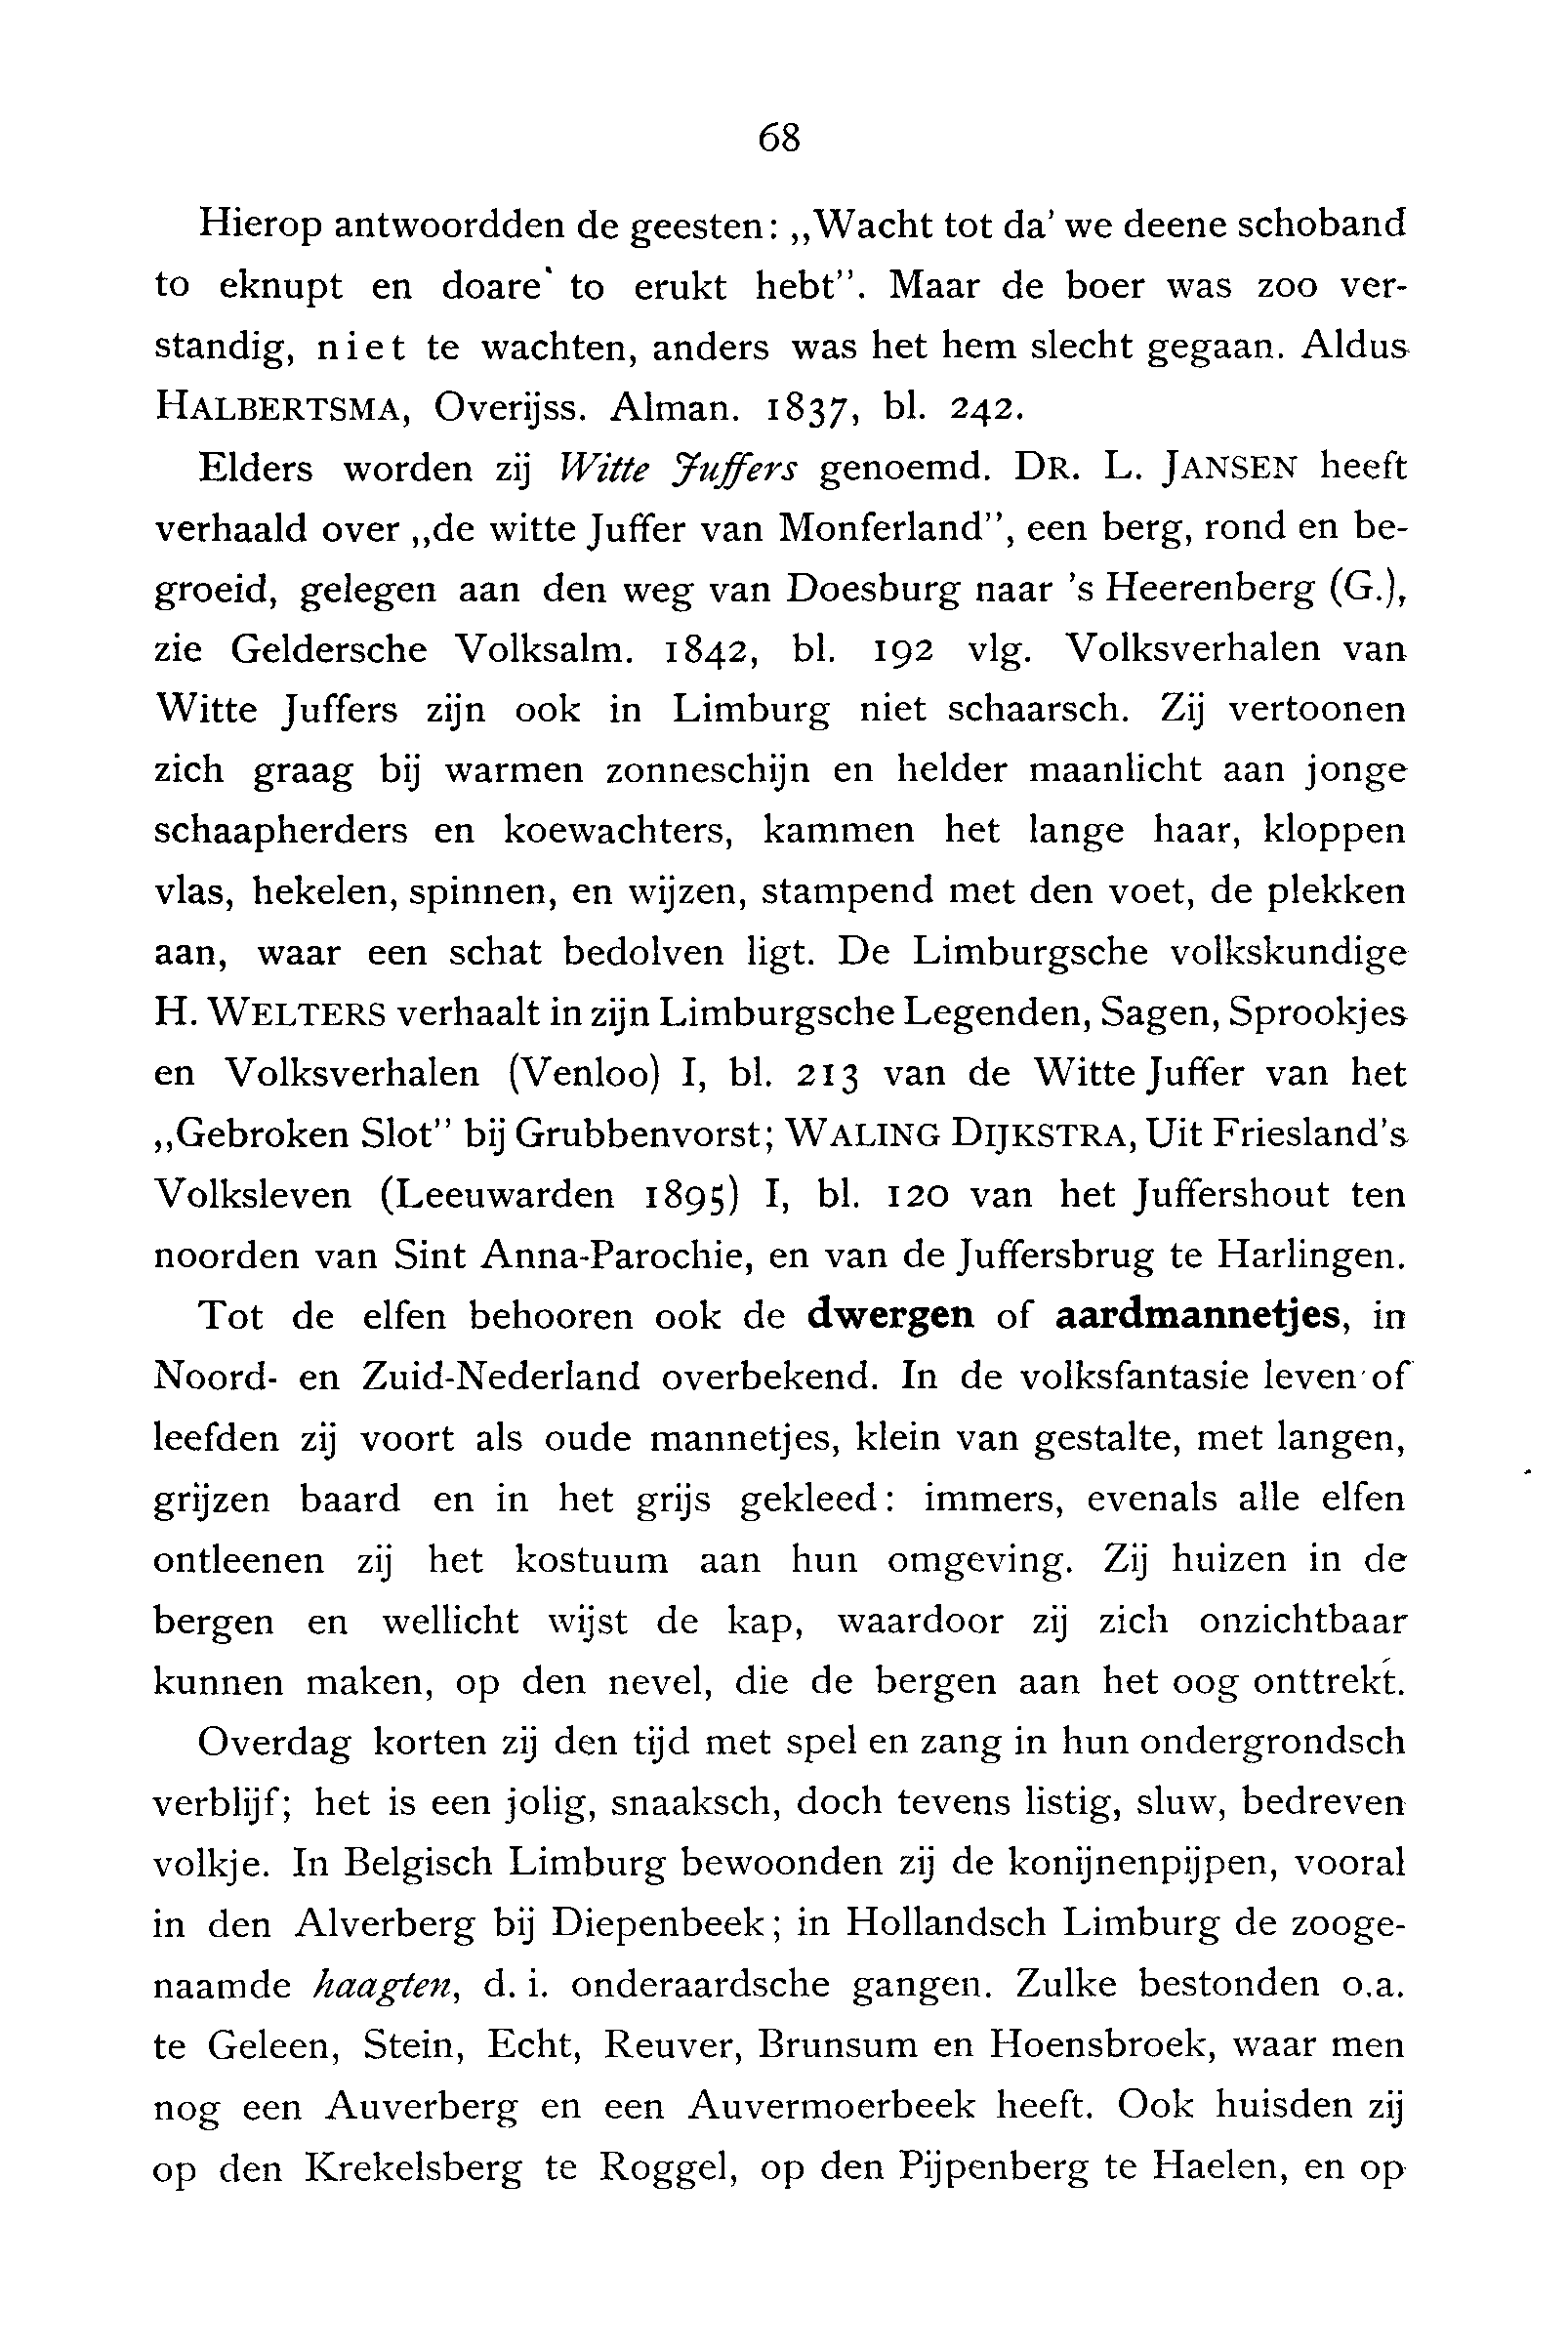 68
Hierop antwoordden de geesten: „Wacht tot da’ we deene schoband
to eknupt en doare‘ to erukt hebt”. Maar de boer was zoo ver-
standig, niet te wachten, anders was het hem slecht gegaan. Aldus
HALBERTSMA, Overijss. Alman. 1837, bl. 242.
Elders worden zij Witte Juffers genoemd. DR. L. JANSEN heeft
verhaald over „de witte Juffer van Monferland”, een berg, rond en be-
groeid, gelegen aan den weg van Doesburg naar ’s Heerenberg (G.),
zie Geldersche Volksalm. 1842, bl. 192 vlg. Volksverhalen van
Witte Juffers zijn ook in Limburg niet schaarsch. Zij vertoonen
zich graag bij warmen zonneschijn en helder maanlicht aan jonge
schaapherders en koewachters, kammen het lange haar, kloppen
vlas, hekelen, spinnen, en wijzen, stampend met den voet, de plekken
aan, waar een schat bedolven ligt. De Limburgsche volkskundige
H. WELTERS verhaalt in zijn Limburgsche Legenden, Sagen, Sprookjes
en Volksverhalen (Venloo) I, bl. 213 van de Witte Juffer van het
„Gebroken Slot” bij Grubbenvorst; WALING DIJKSTRA, Uit Friesland’s
Volksleven (Leeuwarden 1895) I, bl. 120 van het Juffershout ten
noorden van Sint Anna-Parochie, en van de Juffersbrug te Harlingen.
Tot de elfen behooren ook de dwergen of aardmannetjes, in
Noord- en Zuid-Nederland overbekend. In de volksfantasie leven of
leefden zij voort als oude mannetjes, klein van gestalte, met langen,
grijzen baard en in het grijs gekleed: immers, evenals alle elfen
ontleenen zij het kostuum aan hun omgeving. Zij huizen in de
bergen en wellicht wijst de kap, waardoor zij zich onzichtbaar
kunnen maken, op den nevel, die de bergen aan het oog onttrekt.
Overdag korten zij den tijd met spel en zang in hun ondergrondsch
verblijf; het is een jolig, snaaksch, doch tevens listig, sluw, bedreven
volkje. In Belgisch Limburg bewoonden zij de konijnenpijpen, vooral
in den Alverberg bij Diepenbeek; in Hollandsch Limburg de zooge-
naamde haagten, d. i. onderaardsche gangen. Zulke bestonden o.a.
te Geleen, Stein, Echt, Reuver, Brunsum en Hoensbroek, waar men
nog een Auverberg en een Auvermoerbeek heeft. Ook huisden zij
op den Krekelsberg te Roggel, op den Pijpenberg te Haelen, en op